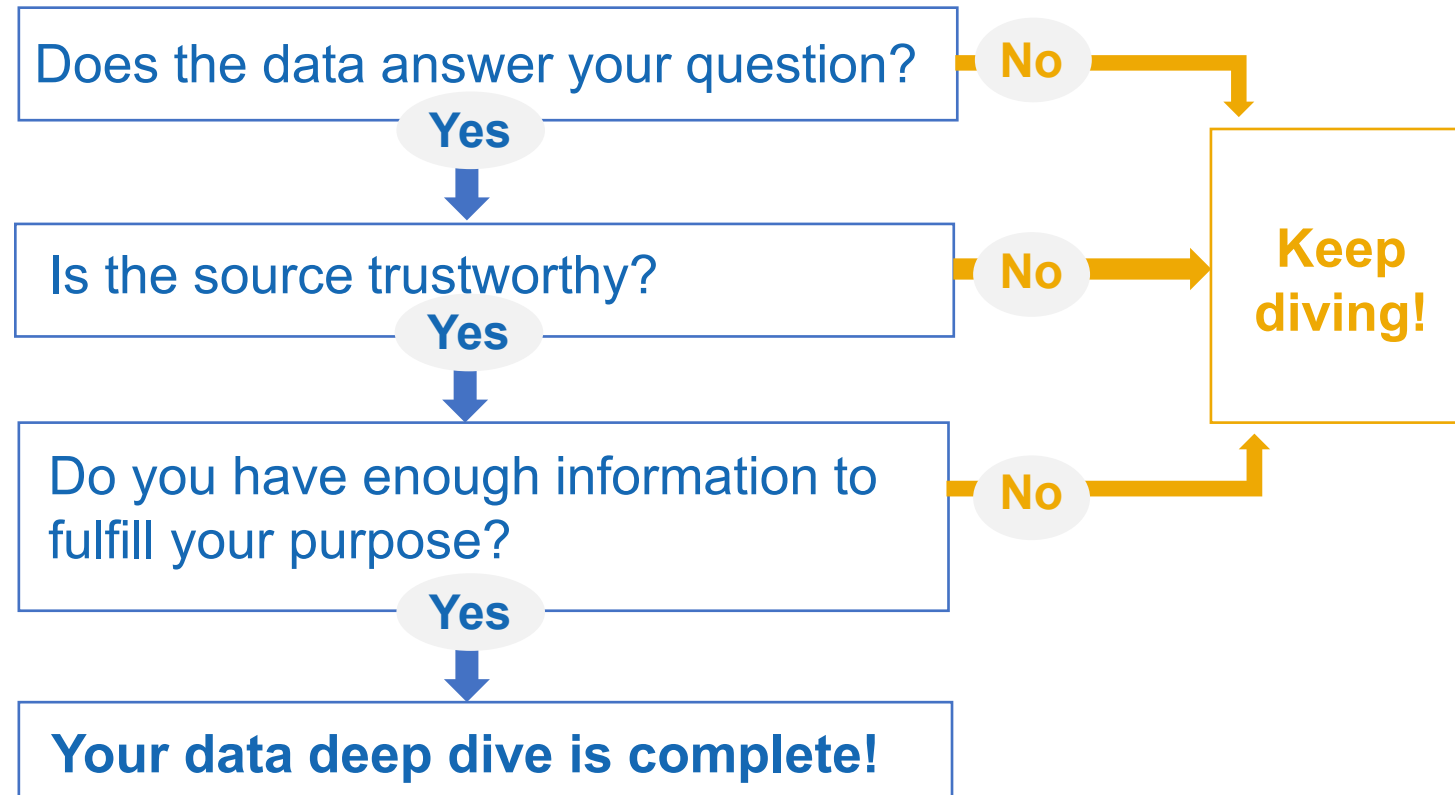 Does the data answer your question?
No
Yes
Is the source trustworthy?
No
Yes
Keep
diving!
Do you have enough information to
fulfill your purpose?
No
Yes
Your data deep dive is complete!